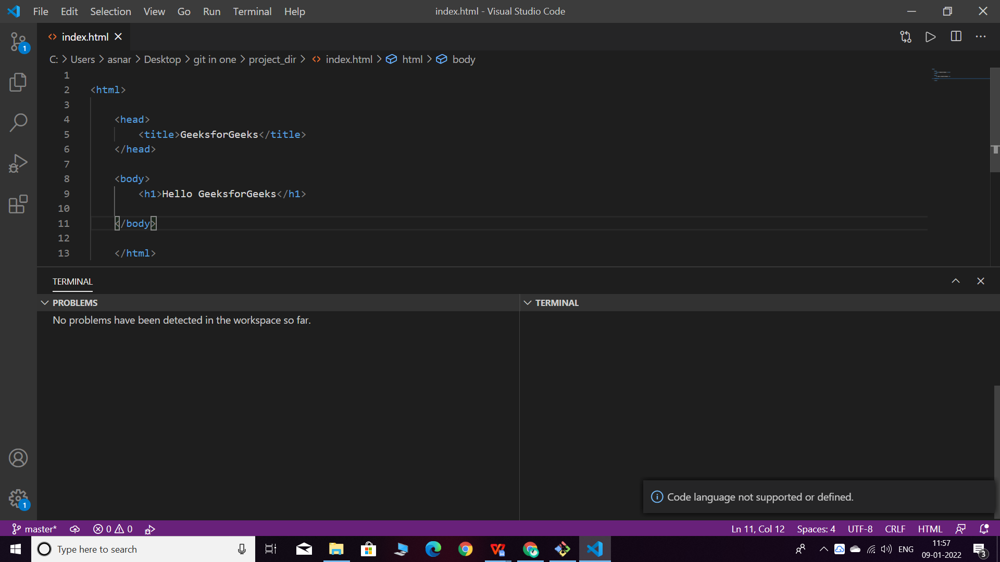 File Edit Selection View Go Run Terminal Help index.html - Visual Studio Code
1
index.html
C: > Users > asnar > Desktop > git in one > project_dir > index.html > html > body
1
2 <html>
3
4 <head>
5 <title>GeeksforGeeks</title>
6 </head>
7
8 <body>
9 <h1>Hello GeeksforGeeks</h1>
10
11 </body>
12
13 </html>
TERMINAL
PROBLEMS
No problems have been detected in the workspace so far.
TERMINAL
Code language not supported or defined.
1
master* 0 0 Ln 11, Col 12 Spaces: 4 UTF-8 CRLF HTML
Type here to search
ENG
11:57
09-01-2022
3